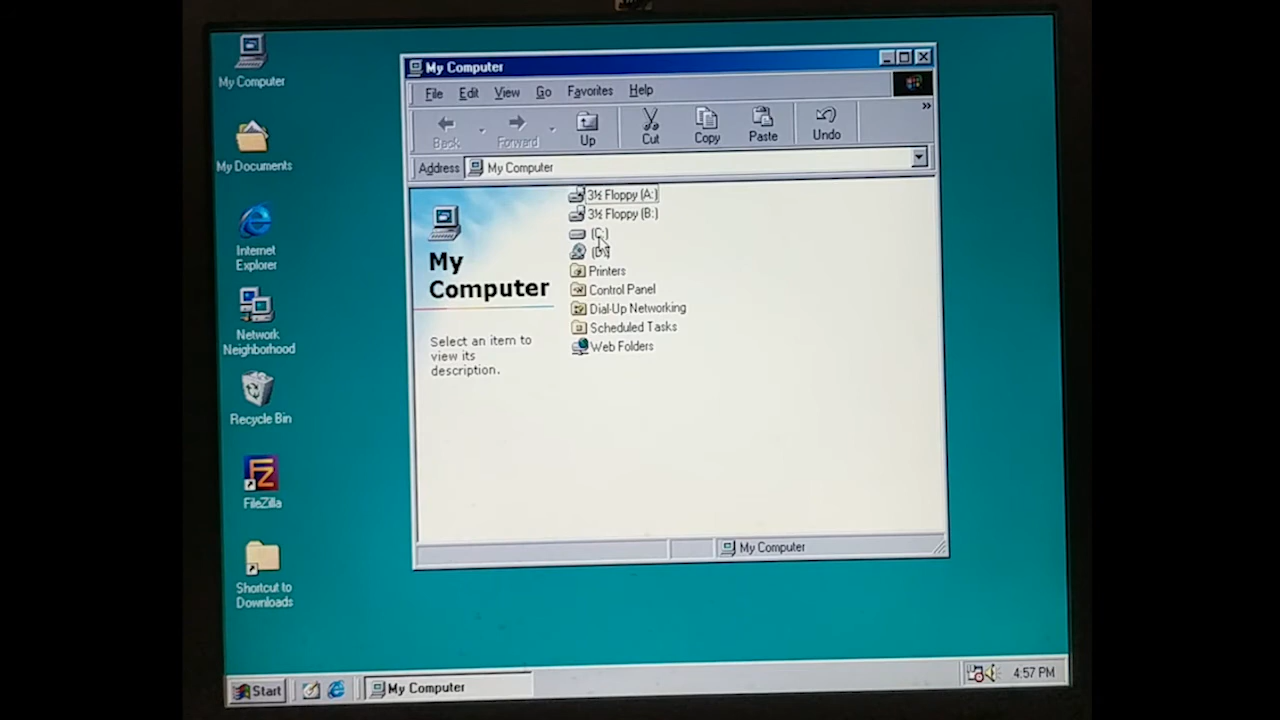 My Computer
My Documents
Internet
Explorer
Network
Neighborhood
Recycle Bin
FileZilla
Shortcut to
Downloads
My Computer
File Edit View Go Favorites Help
Back Forward Up Cut Copy Paste Undo
Address My Computer
My
Computer
Select an item to
view its
description.
3½ Floppy (A:)
3½ Floppy (B:)
(C:)
Printers
Control Panel
Dial-Up Networking
Scheduled Tasks
Web Folders
My Computer
Start My Computer 4:57 PM